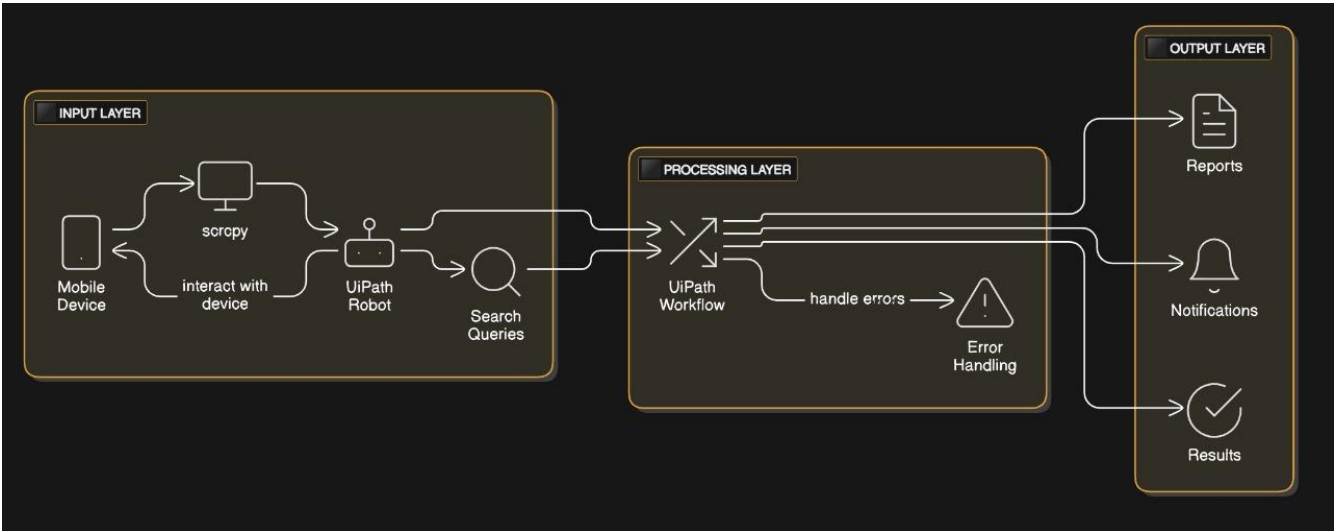 INPUT LAYER
scrcpy
Mobile
Device
interact with
device
UiPath
Robot
Search
Queries
PROCESSING LAYER
UiPath
Workflow
handle errors
Error
Handling
OUTPUT LAYER
Reports
Notifications
Results